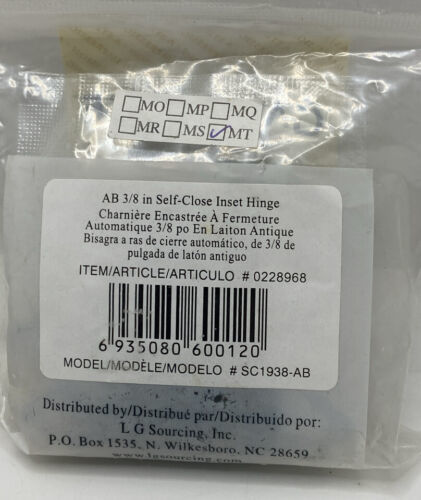 MO MP MQ
MR MS MT
AB 3/8 in Self-Close Inset Hinge
Charnière Encastrée À Fermeture
Automatique 3/8 po En Laiton Antique
Bisagra a ras de cierre automático, de 3/8 de
pulgada de latón antiguo
ITEM/ARTICLE/ARTICULO # 0228968
6 935080 600120
MODEL/MODÈLE/MODELO # SC1938-AB
Distributed by/Distribué par/Distribuido por:
L G Sourcing, Inc.
P.O. Box 1535, N. Wilkesboro, NC 28659
www.lgsourcing.com